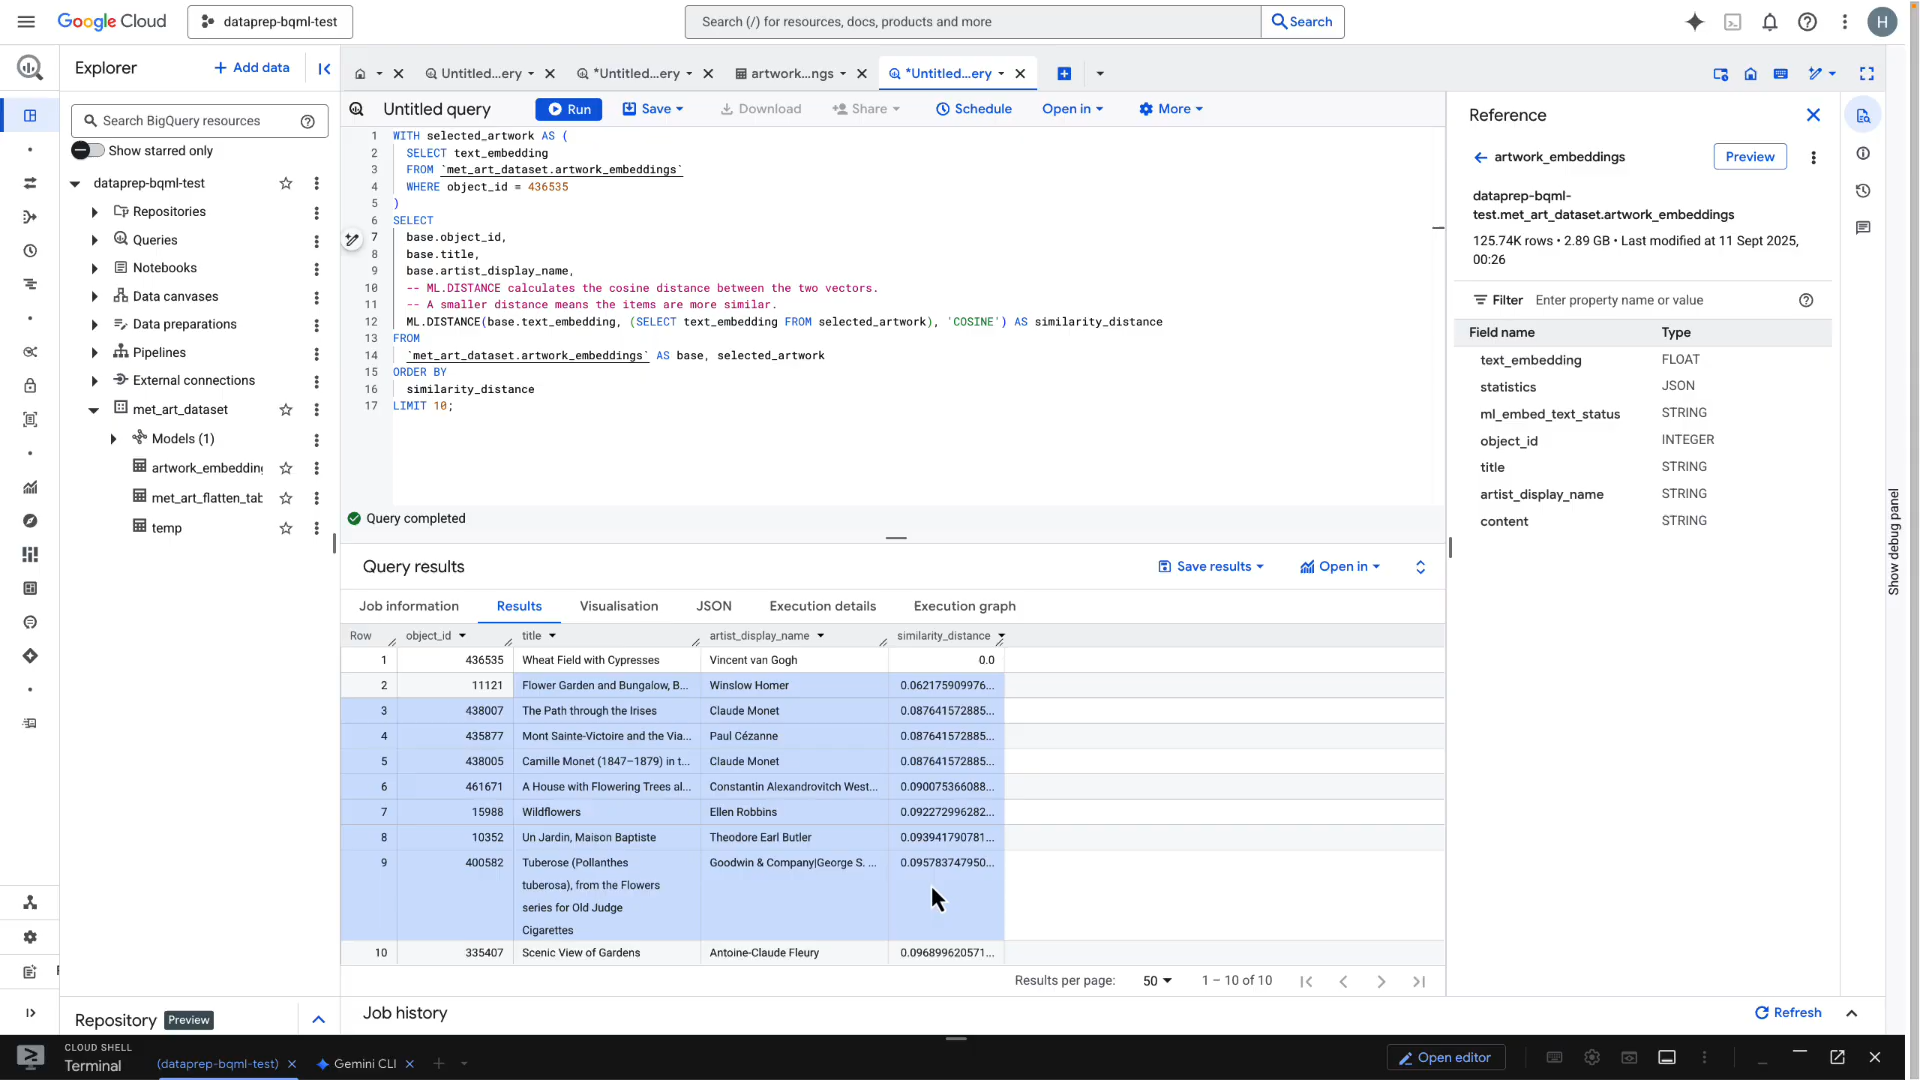 Google Cloud
dataprep-bqml-test
Search (/) for resources, docs, products and more
Search
H
Explorer
Add data
Untitled...ery
*Untitled...ery
artwork...ngs
*Untitled...ery
Search BigQuery resources
Show starred only
dataprep-bqml-test
Repositories
Queries
Notebooks
Data canvases
Data preparations
Pipelines
External connections
met_art_dataset
Models (1)
artwork_embeddin
met_art_flatten_tab
temp
Repository Preview
Untitled query
Run
Save
Download
Share
Schedule
Open in
More
1 WITH selected_artwork AS (
2 SELECT text_embedding
3 FROM `met_art_dataset.artwork_embeddings`
4 WHERE object_id = 436535
5 )
6 SELECT
7 base.object_id,
8 base.title,
9 base.artist_display_name,
10 -- ML.DISTANCE calculates the cosine distance between the two vectors.
11 -- A smaller distance means the items are more similar.
12 ML.DISTANCE(base.text_embedding, (SELECT text_embedding FROM selected_artwork), 'COSINE') AS similarity_distance
13 FROM
14 `met_art_dataset.artwork_embeddings` AS base, selected_artwork
15 ORDER BY
16 similarity_distance
17 LIMIT 10;
Query completed
Query results
Save results
Open in
Job information
Results
Visualisation
JSON
Execution details
Execution graph
Row object_id title artist_display_name similarity_distance
1 436535 Wheat Field with Cypresses Vincent van Gogh 0.0
2 11121 Flower Garden and Bungalow, B... Winslow Homer 0.062175909976...
3 438007 The Path through the Irises Claude Monet 0.087641572885...
4 435877 Mont Sainte-Victoire and the Via... Paul Cézanne 0.087641572885...
5 438005 Camille Monet (1847–1879) in t... Claude Monet 0.087641572885...
6 461671 A House with Flowering Trees al... Constantin Alexandrovitch West... 0.090075366088...
7 15988 Wildflowers Ellen Robbins 0.092272996282...
8 10352 Un Jardin, Maison Baptiste Theodore Earl Butler 0.093941790781...
9 400582 Tuberose (Pollanthes Goodwin & Company|George S. ... 0.095783747950...
tuberosa), from the Flowers
series for Old Judge
Cigarettes
10 335407 Scenic View of Gardens Antoine-Claude Fleury 0.096899620571...
Results per page: 50 1 – 10 of 10
Job history
Refresh
Reference
artwork_embeddings
Preview
dataprep-bqml-
test.met_art_dataset.artwork_embeddings
125.74K rows • 2.89 GB • Last modified at 11 Sept 2025,
00:26
Filter Enter property name or value
Field name Type
text_embedding FLOAT
statistics JSON
ml_embed_text_status STRING
object_id INTEGER
title STRING
artist_display_name STRING
content STRING
Show debug panel
CLOUD SHELL
Terminal
(dataprep-bqml-test)
Gemini CLI
Open editor